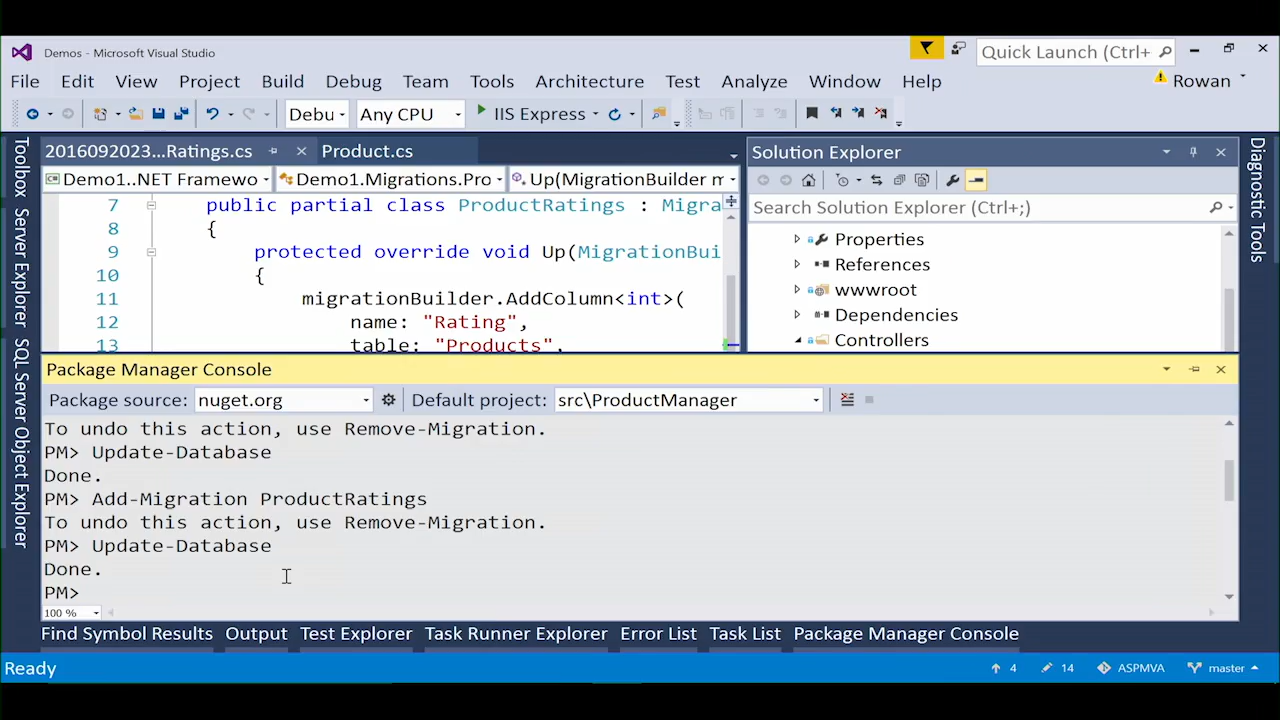 Demos - Microsoft Visual Studio
Quick Launch (Ctrl+
File Edit View Project Build Debug Team Tools Architecture Test Analyze Window Help
Rowan
Debu
Any CPU
IIS Express
Toolbox
Server Explorer
SQL Server Object Explorer
2016092023...Ratings.cs
Product.cs
Demo1..NET Framewo
Demo1.Migrations.Pro
Up(MigrationBuilder m
7 public partial class ProductRatings : Migra
8 {
9 protected override void Up(MigrationBui
10 {
11 migrationBuilder.AddColumn<int>(
12 name: "Rating",
13 table: "Products",
Solution Explorer
Search Solution Explorer (Ctrl+;)
Properties
References
wwwroot
Dependencies
Controllers
Diagnostic Tools
Package Manager Console
Package source: nuget.org
Default project: src\ProductManager
To undo this action, use Remove-Migration.
PM> Update-Database
Done.
PM> Add-Migration ProductRatings
To undo this action, use Remove-Migration.
PM> Update-Database
Done.
PM>
100 %
Find Symbol Results Output Test Explorer Task Runner Explorer Error List Task List Package Manager Console
Ready
4
14
ASPMVA
master